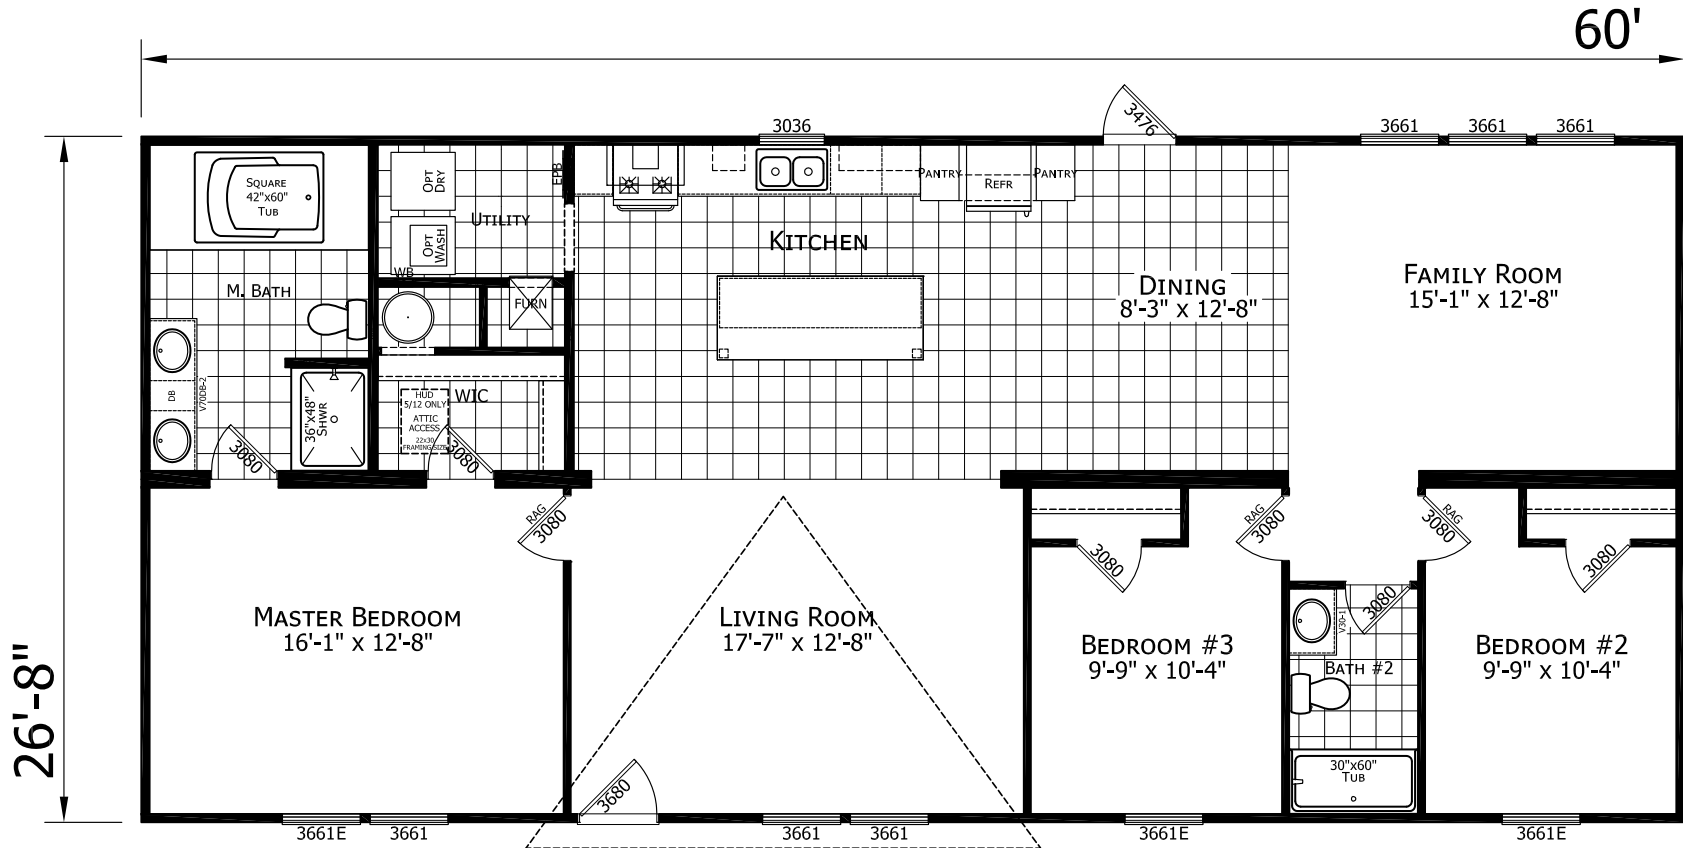 60'
26'-8"
3036
3476
3661
3661
3661
SQUARE
42"x60"
TUB
OPT
DRY
OPT
WASH
EPB
UTILITY
WB
FURN
M. BATH
DB
V70DB-2
36"x48"
SHWR
3080
HUD
5/12 ONLY
ATTIC
ACCESS
22x30
FRAMING SIZE
WIC
3080
KITCHEN
PANTRY
REFR
PANTRY
DINING
8'-3" x 12'-8"
FAMILY ROOM
15'-1" x 12'-8"
RAG
3080
MASTER BEDROOM
16'-1" x 12'-8"
LIVING ROOM
17'-7" x 12'-8"
3680
3080
RAG
3080
BEDROOM #3
9'-9" x 10'-4"
3080
V30-1
BATH #2
30"x60"
TUB
RAG
3080
3080
BEDROOM #2
9'-9" x 10'-4"
3661E
3661
3661
3661
3661E
3661E